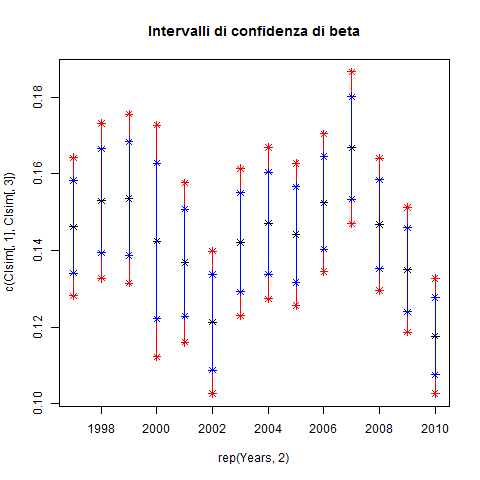 Intervalli di confidenza di beta
c(CIsim[, 1], CIsim[, 3])
0.18
0.16
0.14
0.12
0.10
1998 2000 2002 2004 2006 2008 2010
rep(Years, 2)